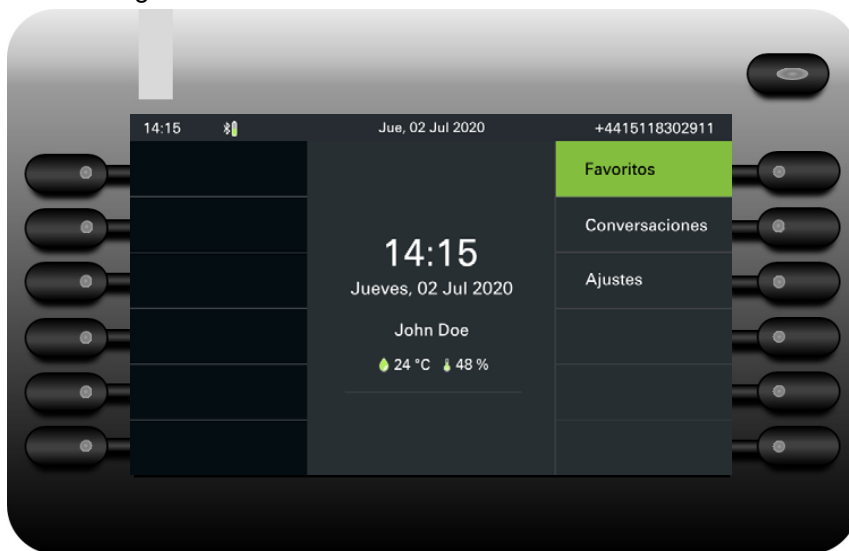 14:15 Jue, 02 Jul 2020 +4415118302911
Favoritos
Conversaciones
Ajustes
14:15
Jueves, 02 Jul 2020
John Doe
24 °C 48 %